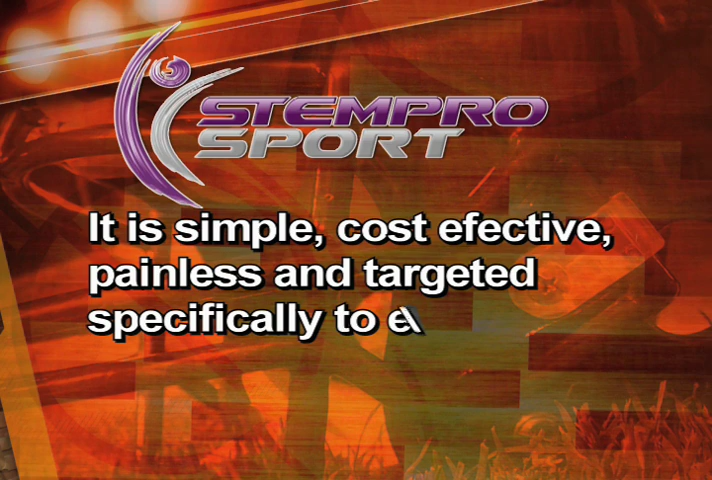 STEMPRO
SPORT
It is simple, cost efective,
painless and targeted
specifically to